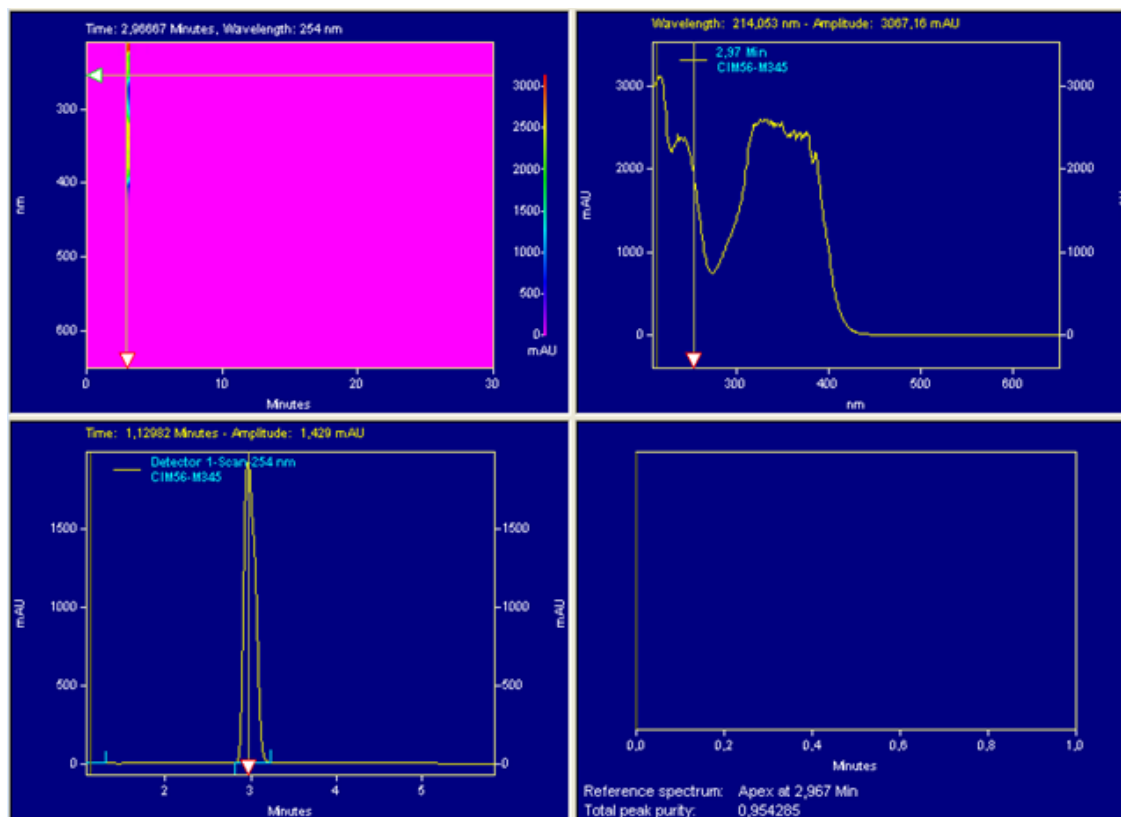 Time: 2,96667 Minutes, Wavelength: 254 nm
300
400
500
600
nm
0
10
20
30
Minutes
3000
2500
2000
1500
1000
500
0
mAU
Wavelength: 214,053 nm - Amplitude: 3067,16 mAU
2,97 Min
CIM56-M345
3000
2000
1000
0
mAU
3000
2000
1000
0
300
400
500
600
nm
Time: 1,12982 Minutes - Amplitude: 1,429 mAU
Detector 1-Scan-254 nm
CIM56-M345
1500
1000
500
0
mAU
1500
1000
500
0
mAU
2
3
4
5
Minutes
0,0
0,2
0,4
0,6
0,8
1,0
Minutes
Reference spectrum: Apex at 2,967 Min
Total peak purity: 0,954285